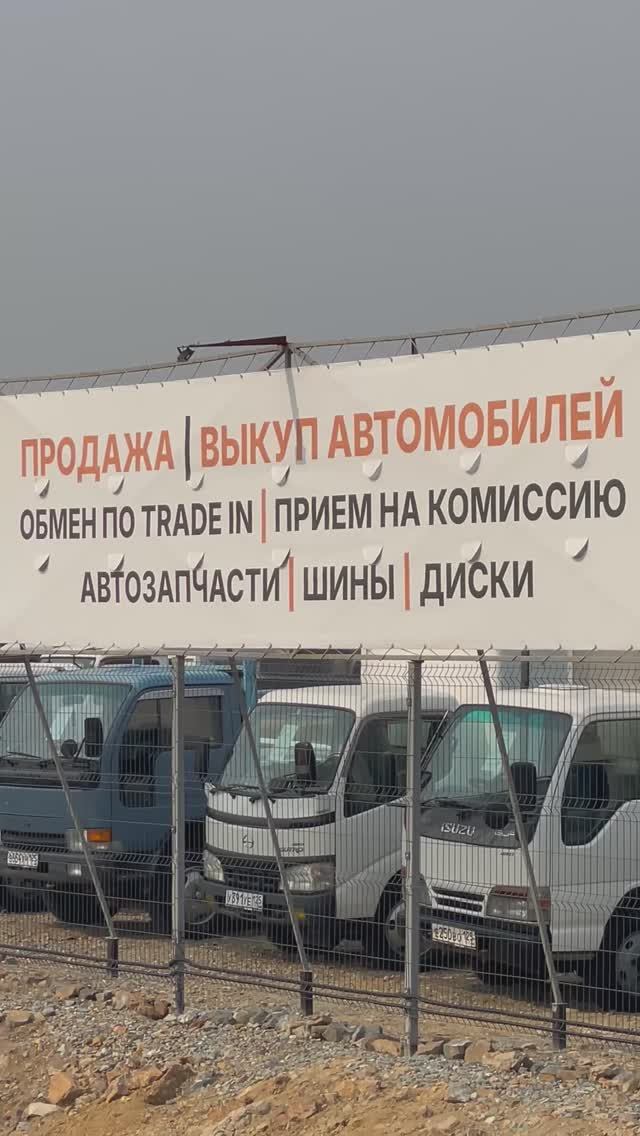 ПРОДАЖА | ВЫКУП АВТОМОБИЛЕЙ
ОБМЕН ПО TRADE IN | ПРИЕМ НА КОМИССИЮ
АВТОЗАПЧАСТИ | ШИНЫ | ДИСКИ
ISUZU